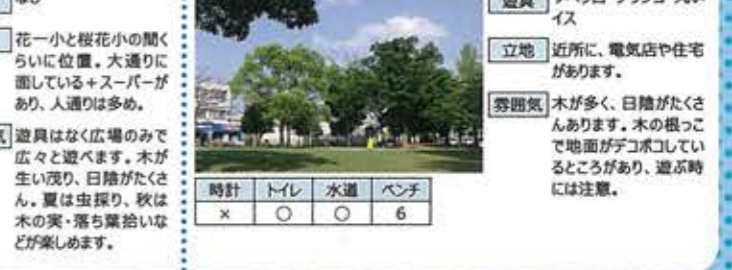 花一小と桜花小の間く
らいに位置。大通りに
面している＋スーパーが
あり、人通りは多め。
遊具はなく広場のみで
広々と遊べます。木が
生い茂り、日陰がたくさ
ん。夏は虫採り、秋は
木の実・落ち葉拾いな
どが楽しめます。
時計 トイレ 水道 ベンチ
× ○ ○ 6
イス
立地 近所に、電気店や住宅
があります。
雰囲気 木が多く、日陰がたくさ
んあります。木の根っこ
で地面がデコボコしてい
るところがあり、遊ぶ時
には注意。